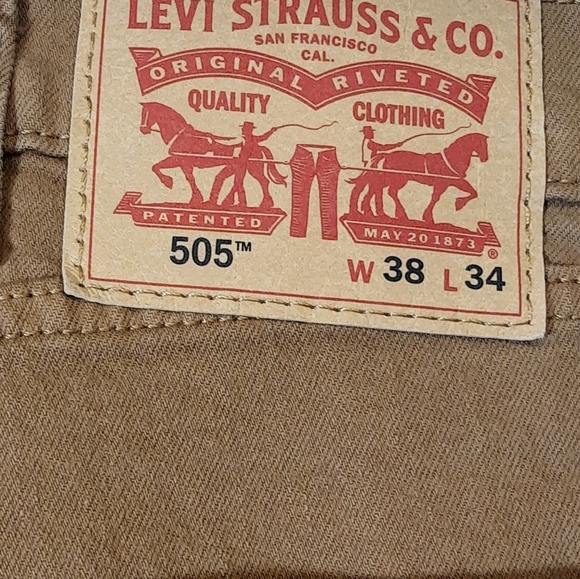 LEVI STRAUSS & CO.
SAN FRANCISCO
CAL.
ORIGINAL RIVETED
QUALITY CLOTHING
PATENTED
MAY 20 1873
®
505™
W 38 L 34